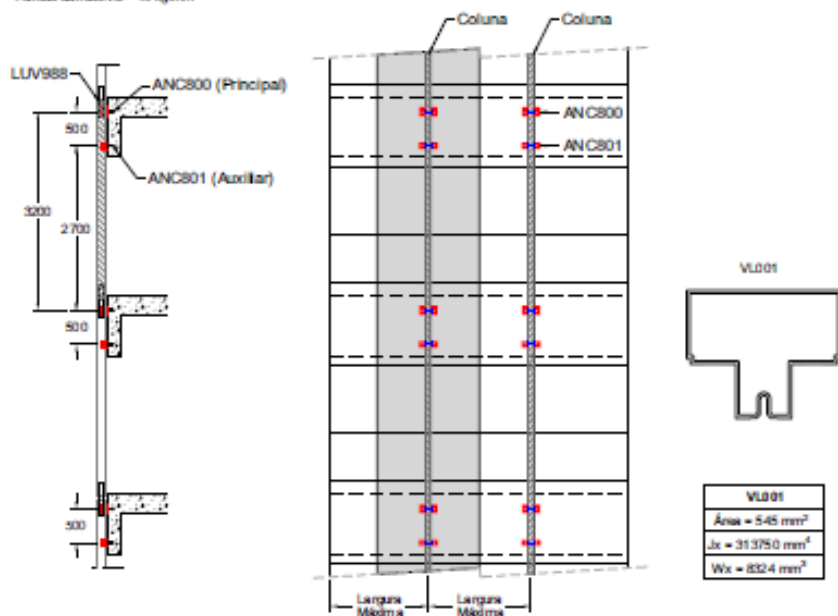 Coluna
Coluna
LUV988
ANC800 (Principal)
500
ANC800
ANC801
ANC801 (Auxiliar)
3200
2700
VL001
500
VL001
Área = 545 mm²
Jx = 313750 mm⁴
Wx = 8324 mm³
500
Largura
Máxima
Largura
Máxima